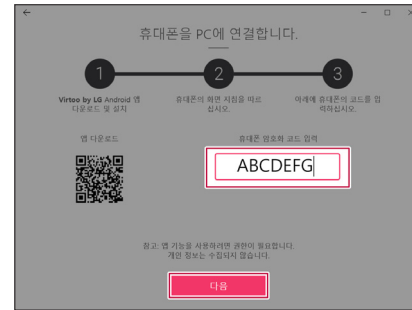 휴대폰을 PC에 연결합니다.
1
2
3
Virtoo by LG Android 앱
다운로드 및 설치
휴대폰의 화면 지침을 따르
십시오.
아래에 휴대폰의 코드를 입
력하십시오.
앱 다운로드
휴대폰 암호화 코드 입력
ABCDEFG
참고: 앱 기능을 사용하려면 권한이 필요합니다.
개인 정보는 수집되지 않습니다.
다음